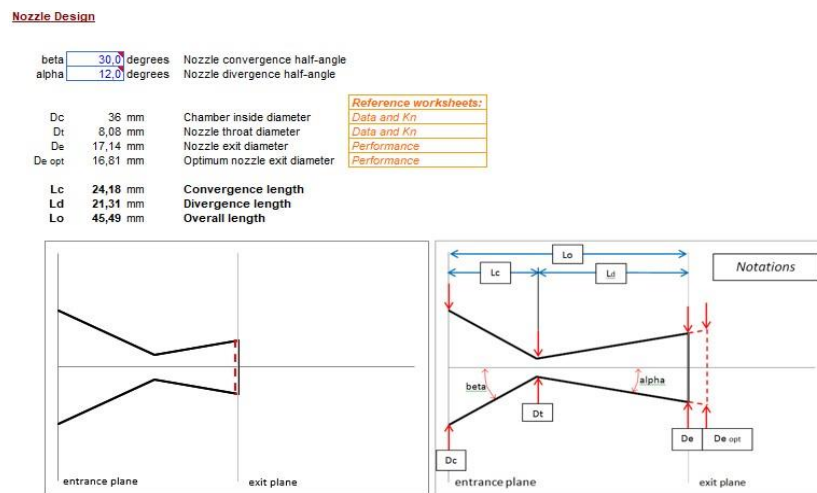 Nozzle Design
beta 30,0 degrees Nozzle convergence half-angle
alpha 12,0 degrees Nozzle divergence half-angle
Reference worksheets:
Dc 36 mm Chamber inside diameter Data and Kn
Dt 8,08 mm Nozzle throat diameter Data and Kn
De 17,14 mm Nozzle exit diameter Performance
De opt 16,81 mm Optimum nozzle exit diameter Performance
Lc 24,18 mm Convergence length
Ld 21,31 mm Divergence length
Lo 45,49 mm Overall length
entrance plane
exit plane
Lo
Notations
Lc
Ld
beta
alpha
Dt
De
De opt
Dc
entrance plane
exit plane